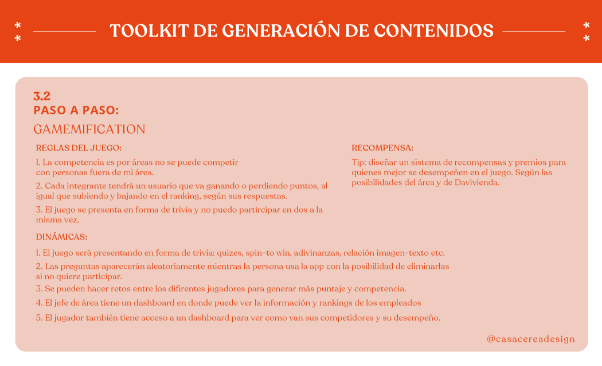 TOOLKIT DE GENERACIÓN DE CONTENIDOS
3.2
PASO A PASO:
GAMEMIFICATION
REGLAS DEL JUEGO:
1. La competencia es por áreas no se puede competir
con personas fuera de mi área.
2. Cada integrante tendrá un usuario que va ganando o perdiendo puntos, al
igual que subiendo y bajando en el ranking, según sus respuestas.
3. El juego se presenta en forma de trivia y no puedo partircipar en dos a la
misma vez.
RECOMPENSA:
Tip: diseñar un sistema de recompensas y premios para
quienes mejor se desempeñen en el juego. Según las
posibilidades del área y de Davivienda.
DINÁMICAS:
1. El juego será presentando en forma de trivia; quizes, spin-to win, adivinanzas, relación imagen-texto etc.
2. Las preguntas aparecerán aleatoriamente mientras la persona usa la app con la posibilidad de eliminarlas
si no quiere participar.
3. Se pueden hacer retos entre los difirentes jugadores para generar más puntaje y competencia.
4. El jefe de área tiene un dashboard en donde puede ver la información y rankings de los empleados
5. El jugador también tiene acceso a un dashboard para ver como van sus competidores y su desempeño.
@casacereadesign